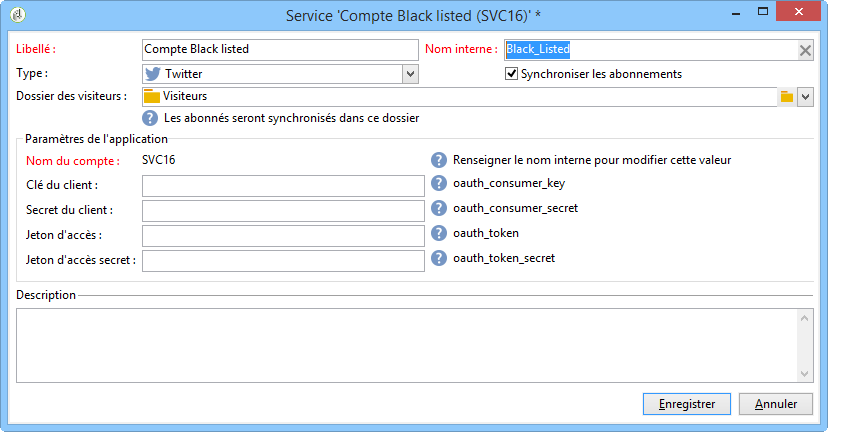 Service 'Compte Black listed (SVC16)' *
Libellé : Compte Black listed Nom interne : Black_Listed
Type : Twitter Synchroniser les abonnements
Dossier des visiteurs : Visiteurs
Les abonnés seront synchronisés dans ce dossier
Paramètres de l'application
Nom du compte : SVC16 Renseigner le nom interne pour modifier cette valeur
Clé du client : oauth_consumer_key
Secret du client : oauth_consumer_secret
Jeton d'accès : oauth_token
Jeton d'accès secret : oauth_token_secret
Description
Enregistrer Annuler